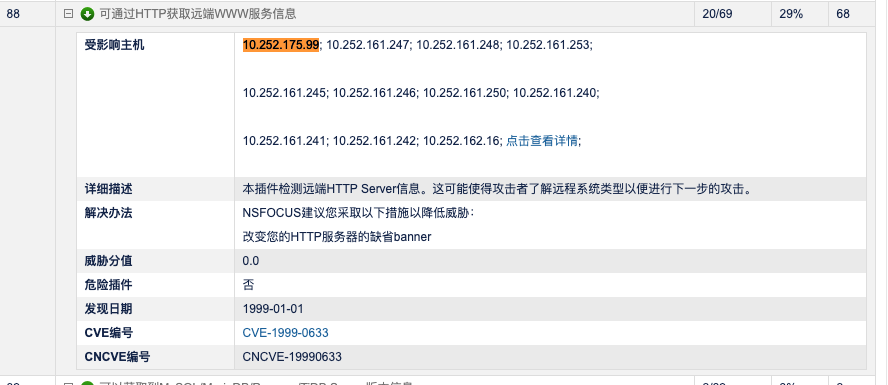 88 可通过HTTP获取远端WWW服务信息 20/69 29% 68
受影响主机 10.252.175.99; 10.252.161.247; 10.252.161.248; 10.252.161.253;
10.252.161.245; 10.252.161.246; 10.252.161.250; 10.252.161.240;
10.252.161.241; 10.252.161.242; 10.252.162.16; 点击查看详情;
详细描述 本插件检测远端HTTP Server信息。这可能使得攻击者了解远程系统类型以便进行下一步的攻击。
解决办法 NSFOCUS建议您采取以下措施以降低威胁：
改变您的HTTP服务器的缺省banner
威胁分值 0.0
危险插件 否
发现日期 1999-01-01
CVE编号 CVE-1999-0633
CNCVE编号 CNCVE-19990633